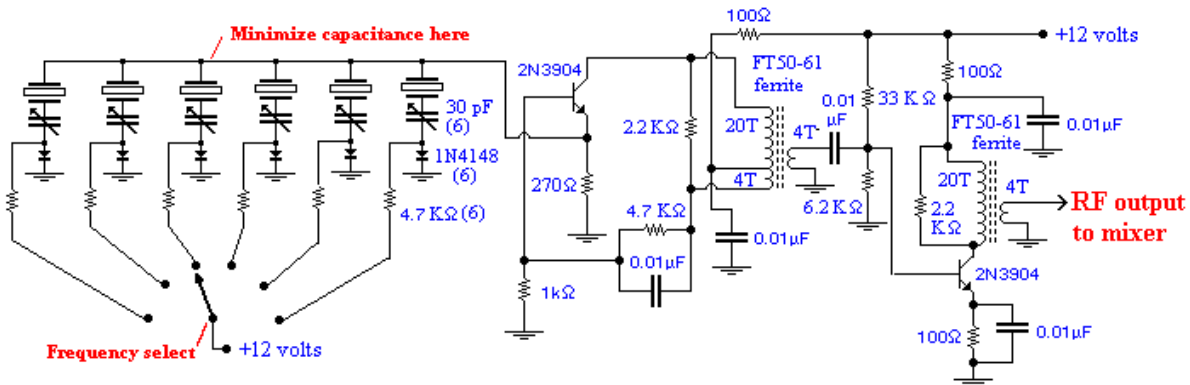 Minimize capacitance here
30 pF
(6)
1N4148
(6)
4.7 KΩ (6)
Frequency select
+12 volts
2N3904
270Ω
1kΩ
2.2 KΩ
4.7 KΩ
0.01µF
100Ω
FT50-61
ferrite
20T
4T
4T
0.01µF
0.01
µF
33 KΩ
6.2 KΩ
+12 volts
100Ω
0.01µF
FT50-61
ferrite
20T
4T
2.2
KΩ
RF output
to mixer
2N3904
100Ω
0.01µF